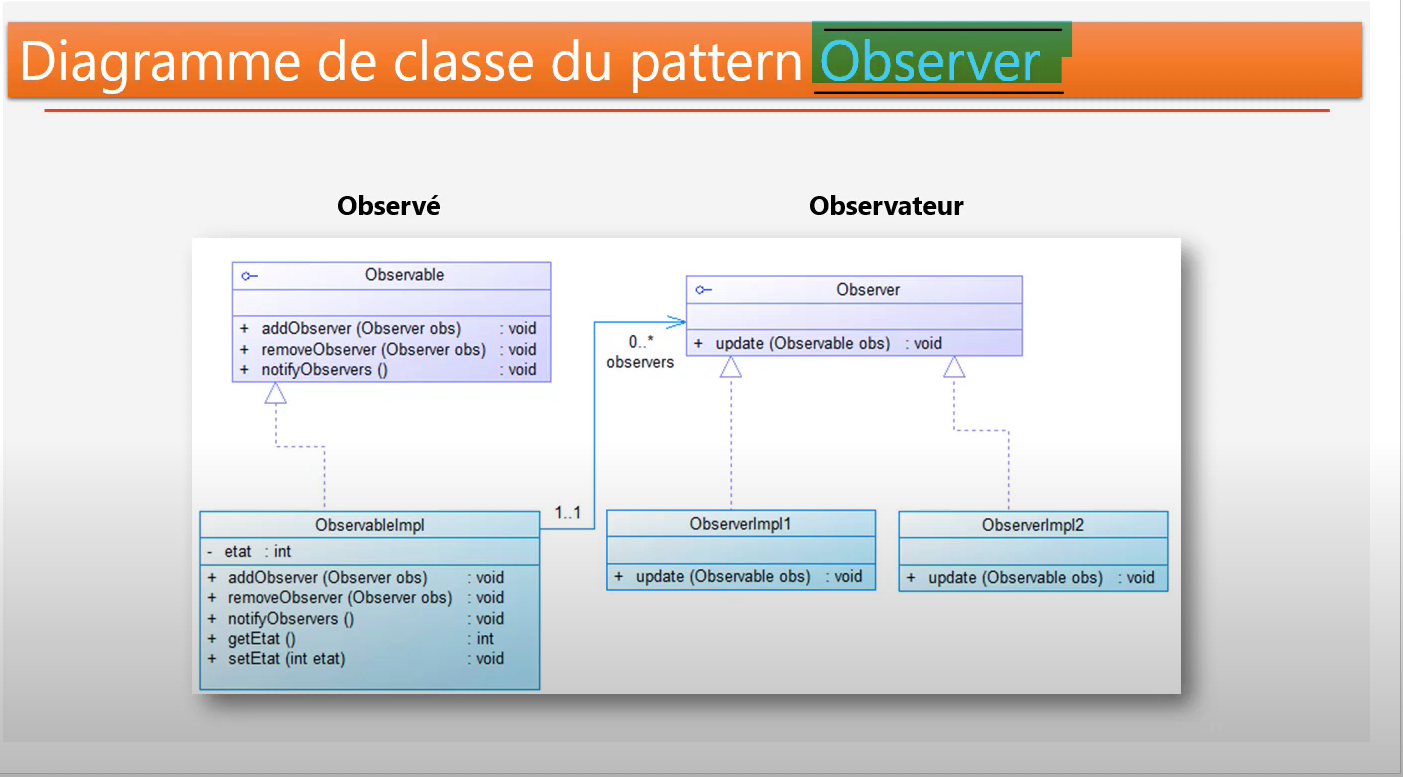 Diagramme de classe du pattern Observer
Observé
Observateur
Observable
+ addObserver (Observer obs) : void
+ removeObserver (Observer obs) : void
+ notifyObservers () : void
Observer
+ update (Observable obs) : void
0..*
observers
1..1
ObservableImpl
- etat : int
+ addObserver (Observer obs) : void
+ removeObserver (Observer obs) : void
+ notifyObservers () : void
+ getEtat () : int
+ setEtat (int etat) : void
ObserverImpl1
+ update (Observable obs) : void
ObserverImpl2
+ update (Observable obs) : void